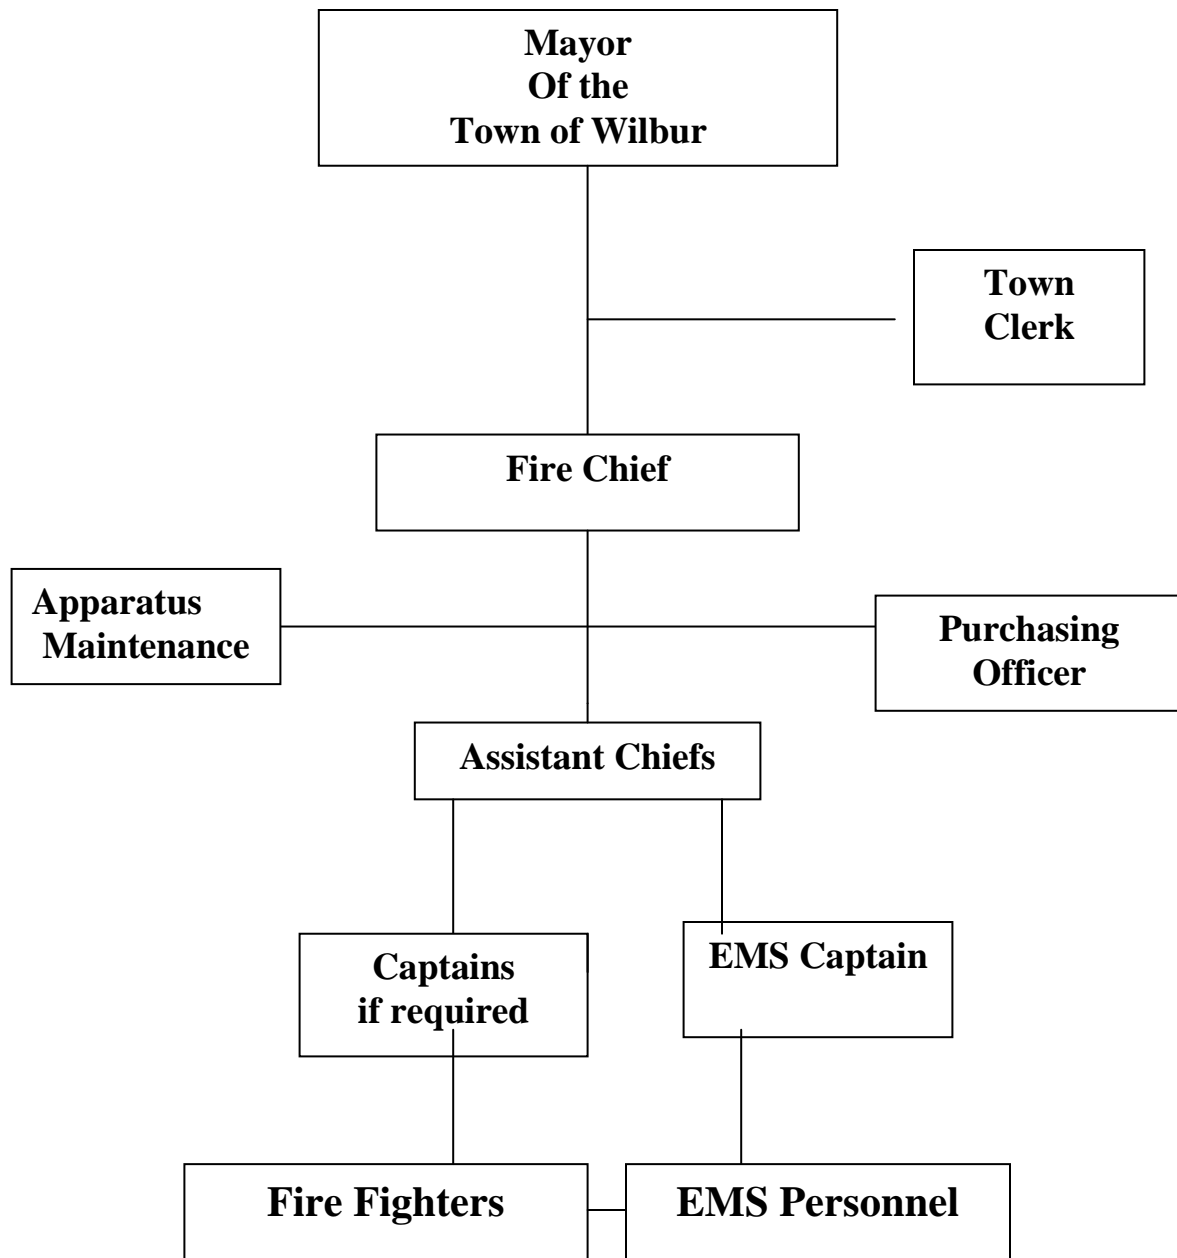 Mayor
Of the
Town of Wilbur
Town
Clerk
Fire Chief
Apparatus
Maintenance
Purchasing
Officer
Assistant Chiefs
Captains
if required
EMS Captain
Fire Fighters
EMS Personnel